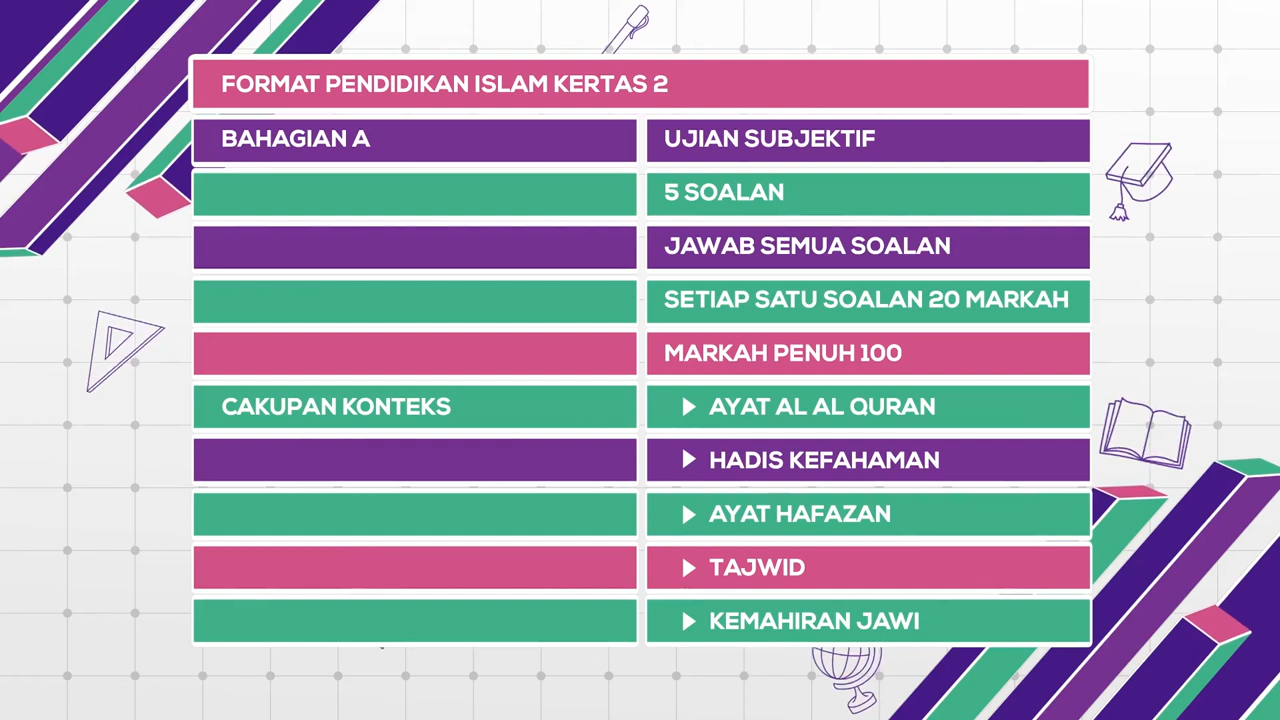 FORMAT PENDIDIKAN ISLAM KERTAS 2
BAHAGIAN A
UJIAN SUBJEKTIF
5 SOALAN
JAWAB SEMUA SOALAN
SETIAP SATU SOALAN 20 MARKAH
MARKAH PENUH 100
CAKUPAN KONTEKS
AYAT AL AL QURAN
HADIS KEFAHAMAN
AYAT HAFAZAN
TAJWID
KEMAHIRAN JAWI